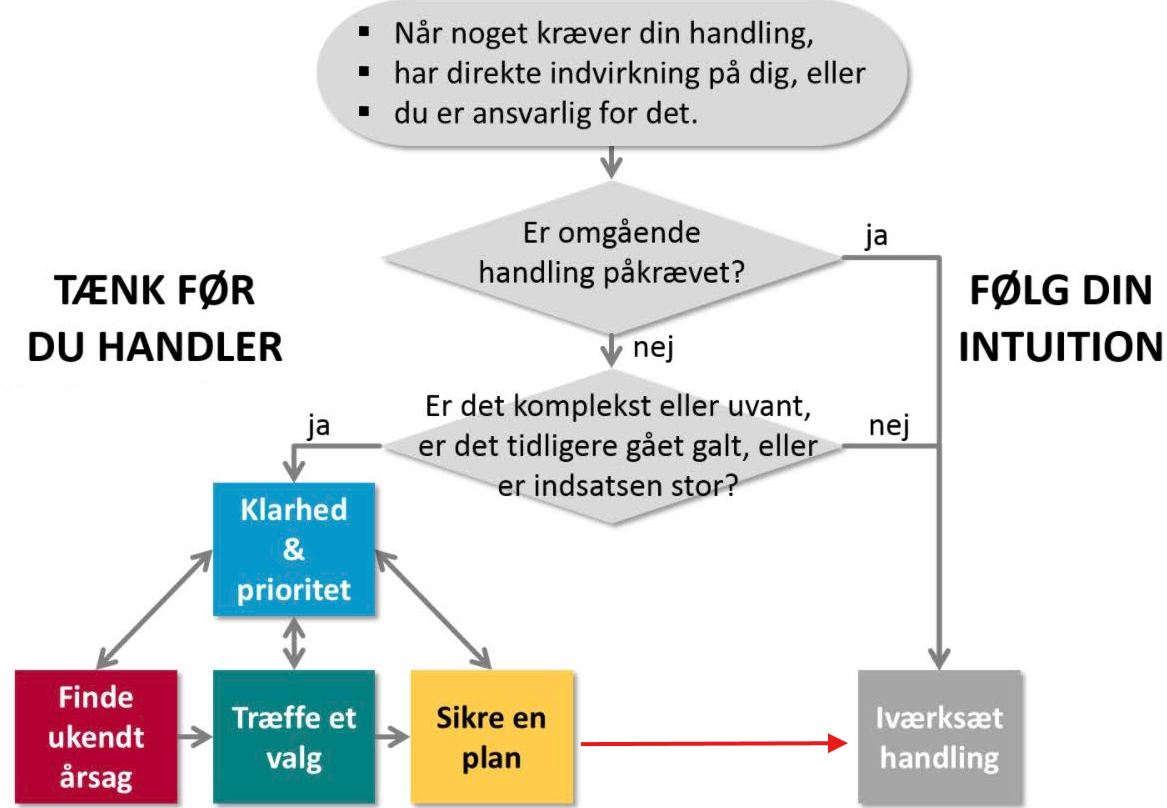 ▪ Når noget kræver din handling,
▪ har direkte indvirkning på dig, eller
▪ du er ansvarlig for det.
Er omgående
handling påkrævet?
ja
TÆNK FØR
DU HANDLER
FØLG DIN
INTUITION
nej
Er det komplekst eller uvant,
er det tidligere gået galt, eller
er indsatsen stor?
ja
nej
Klarhed
&
prioritet
Finde
ukendt
årsag
Træffe et
valg
Sikre en
plan
Iværksæt
handling